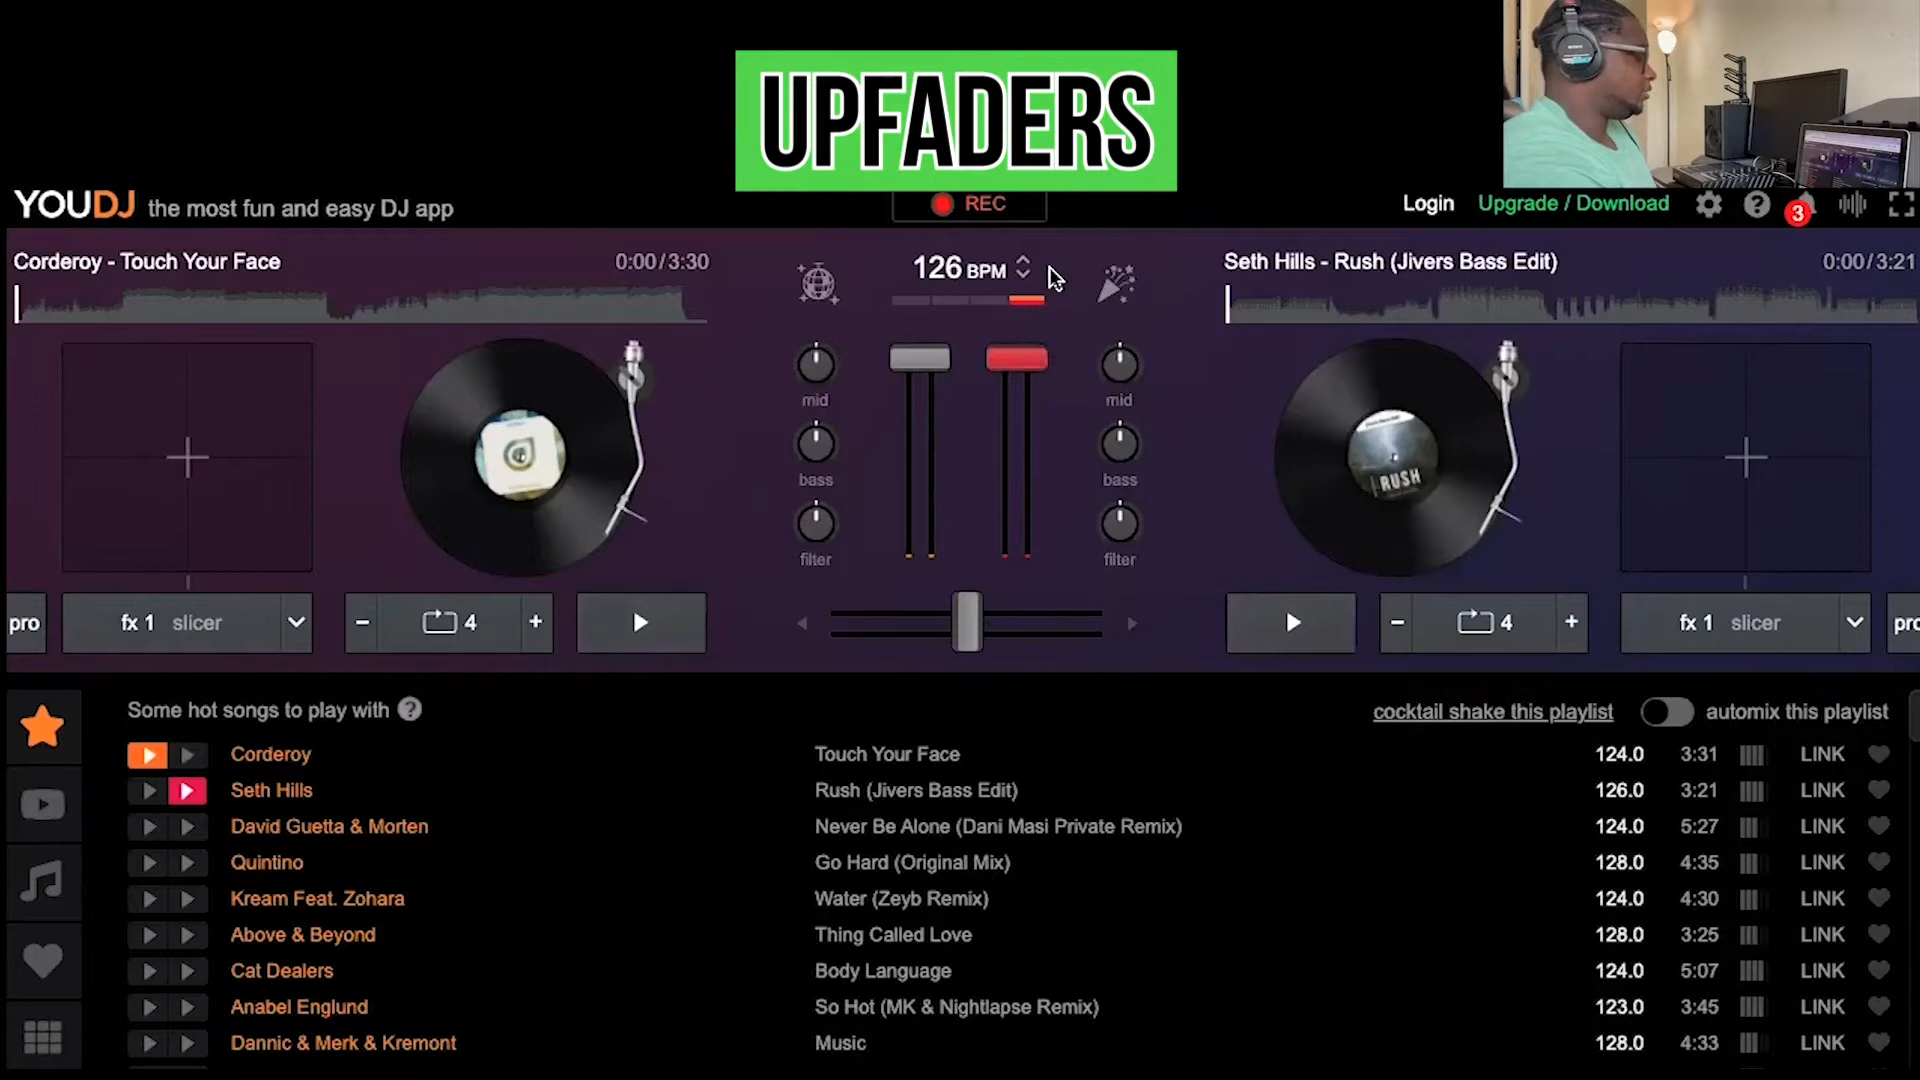 UPFADERS
YOUDJ the most fun and easy DJ app
REC
Login Upgrade / Download
3
Corderoy - Touch Your Face 0:00/3:30
126 BPM
Seth Hills - Rush (Jivers Bass Edit) 0:00/3:21
mid mid
bass bass
filter filter
RUSH
pro fx 1 slicer - 4 +
- 4 + fx 1 slicer pro
Some hot songs to play with ?
cocktail shake this playlist automix this playlist
Corderoy Touch Your Face 124.0 3:31 LINK
Seth Hills Rush (Jivers Bass Edit) 126.0 3:21 LINK
David Guetta & Morten Never Be Alone (Dani Masi Private Remix) 124.0 5:27 LINK
Quintino Go Hard (Original Mix) 128.0 4:35 LINK
Kream Feat. Zohara Water (Zeyb Remix) 124.0 4:30 LINK
Above & Beyond Thing Called Love 128.0 3:25 LINK
Cat Dealers Body Language 124.0 5:07 LINK
Anabel Englund So Hot (MK & Nightlapse Remix) 123.0 3:45 LINK
Dannic & Merk & Kremont Music 128.0 4:33 LINK